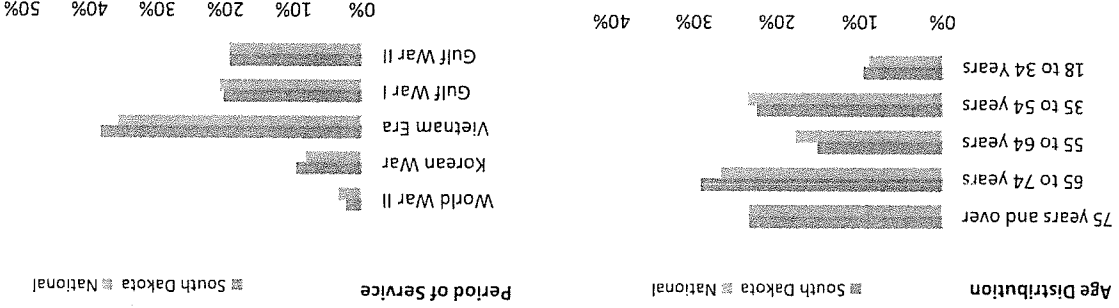 Age Distribution
South Dakota National
75 years and over
65 to 74 years
55 to 64 years
35 to 54 years
18 to 34 Years
0% 10% 20% 30% 40%
Period of Service
South Dakota National
World War II
Korean War
Vietnam Era
Gulf War I
Gulf War II
0% 10% 20% 30% 40% 50%